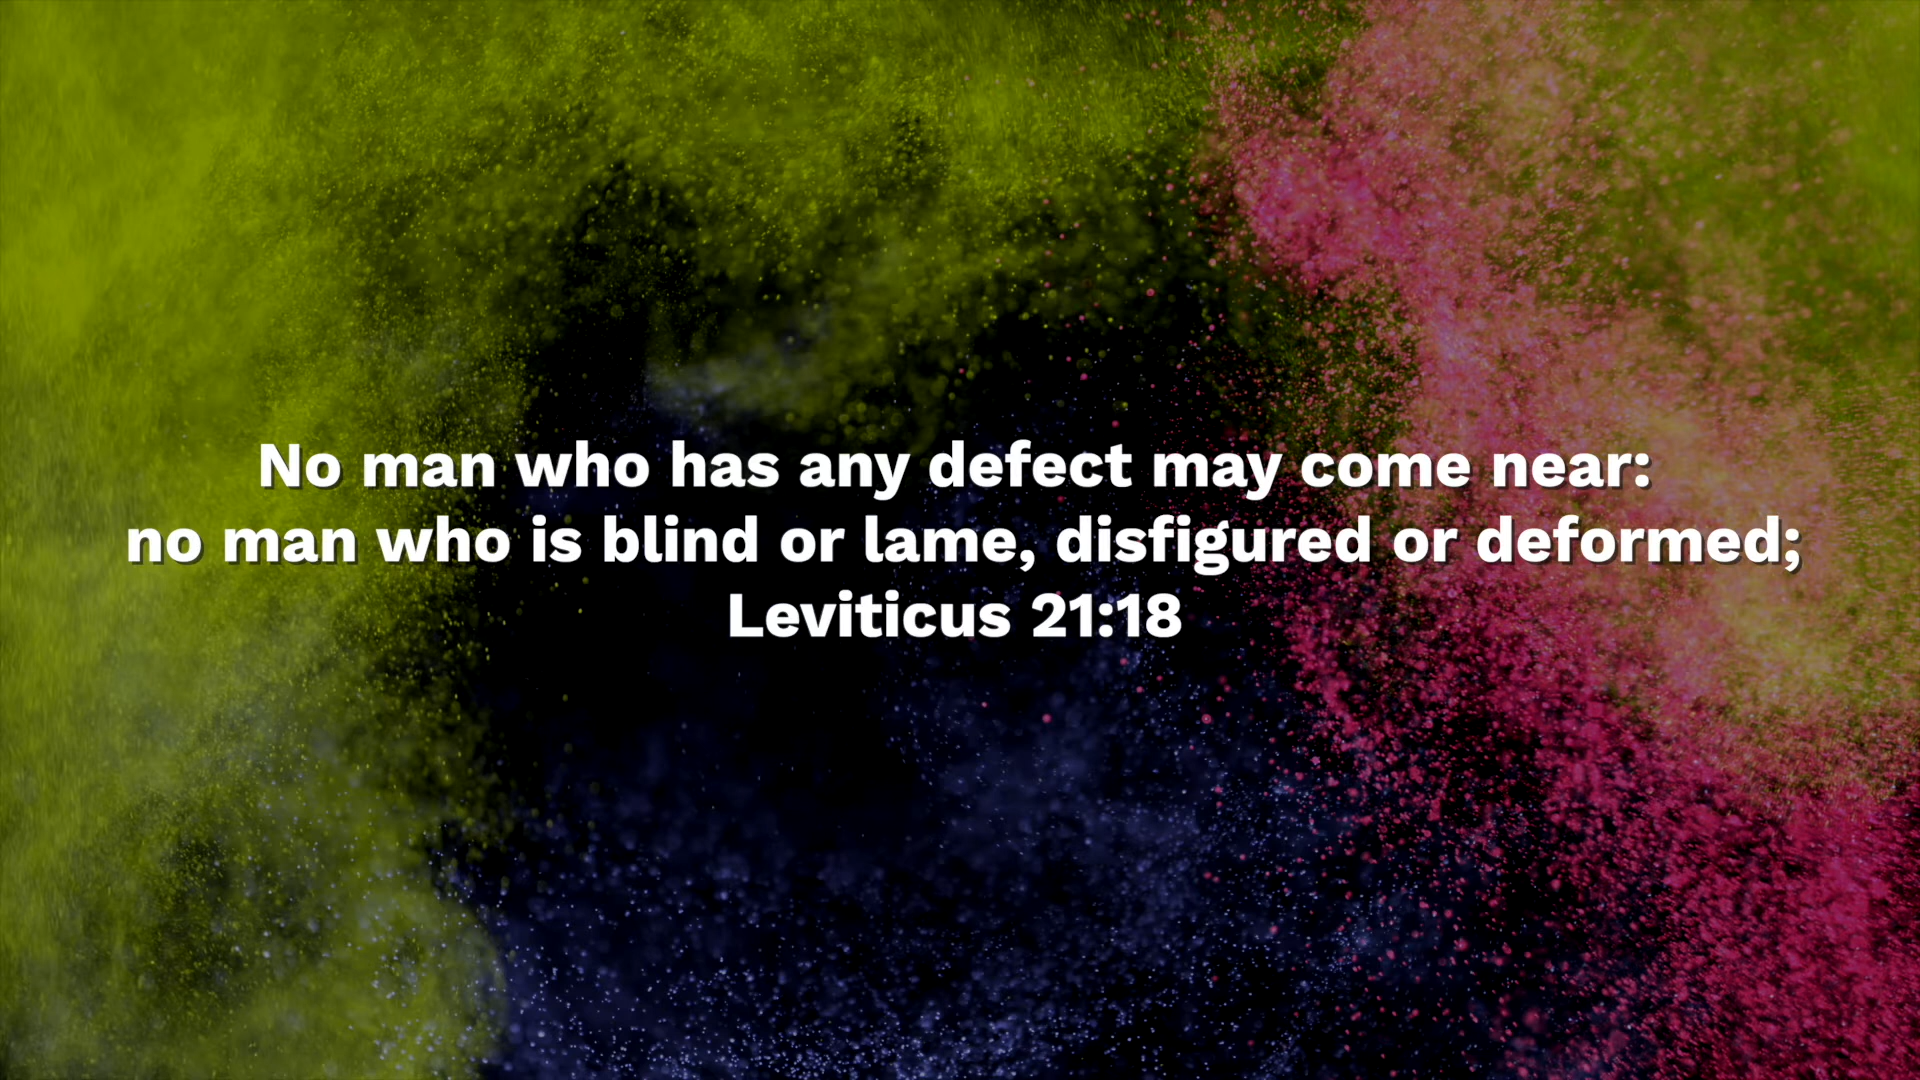 No man who has any defect may come near:
no man who is blind or lame, disfigured or deformed;
Leviticus 21:18